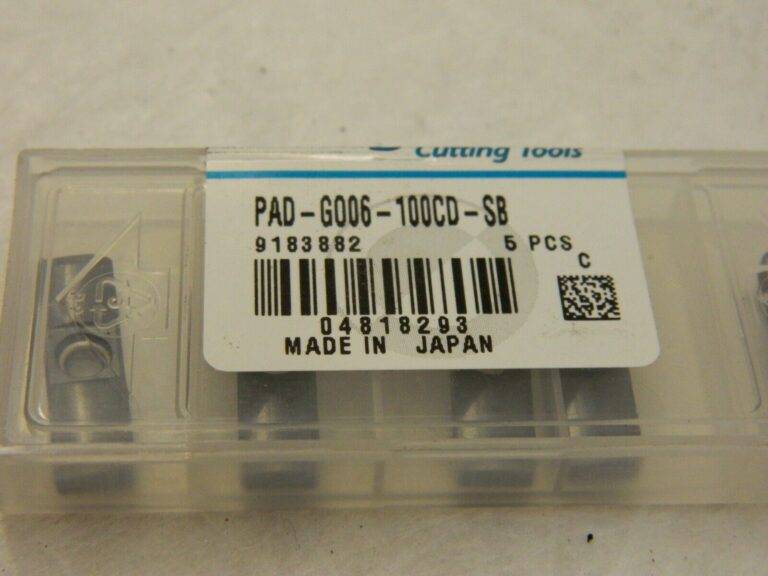 Cutting Tools
PAD-G006-100CD-SB
9183882 5 PCS
C
04818293
MADE IN JAPAN